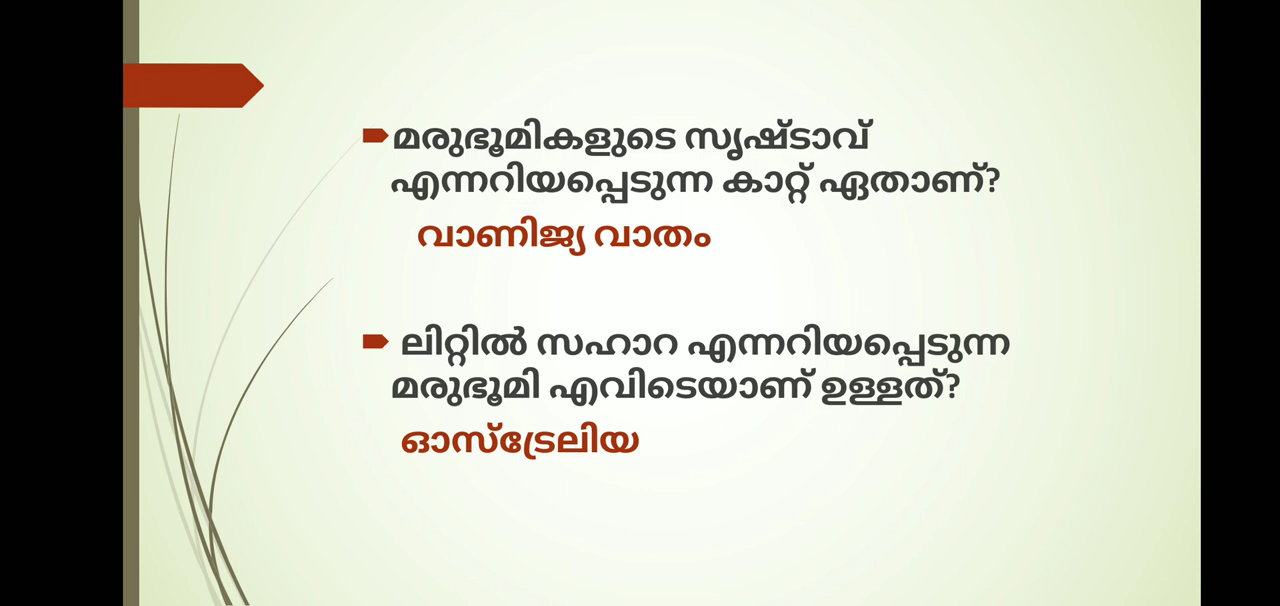 മരുഭൂമികളുടെ സൃഷ്ടാവ്
എന്നറിയപ്പെടുന്ന കാറ്റ് ഏതാണ്?
വാണിജ്യ വാതം
ലിറ്റിൽ സഹാറ എന്നറിയപ്പെടുന്ന
മരുഭൂമി എവിടെയാണ് ഉള്ളത്?
ഓസ്ട്രേലിയ